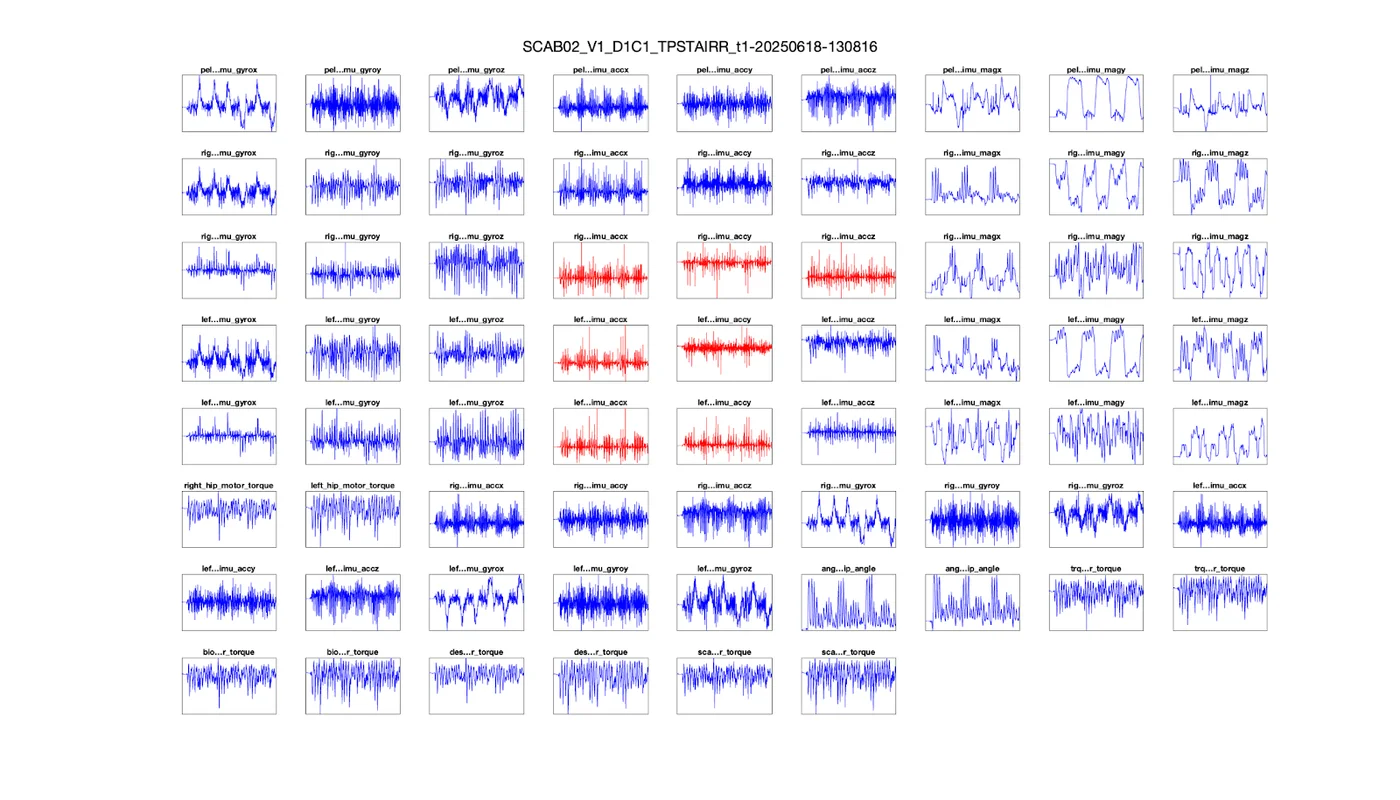 SCAB02_V1_D1C1_TPSTAIRR_t1-20250618-130816
pel...mu_gyrox pel...mu_gyroy pel...mu_gyroz pel...imu_accx pel...imu_accy pel...imu_accz pel...imu_magx pel...imu_magy pel...imu_magz
rig...mu_gyrox rig...mu_gyroy rig...mu_gyroz rig...imu_accx rig...imu_accy rig...imu_accz rig...imu_magx rig...imu_magy rig...imu_magz
rig...mu_gyrox rig...mu_gyroy rig...mu_gyroz rig...imu_accx rig...imu_accy rig...imu_accz rig...imu_magx rig...imu_magy rig...imu_magz
lef...mu_gyrox lef...mu_gyroy lef...mu_gyroz lef...imu_accx lef...imu_accy lef...imu_accz lef...imu_magx lef...imu_magy lef...imu_magz
lef...mu_gyrox lef...mu_gyroy lef...mu_gyroz lef...imu_accx lef...imu_accy lef...imu_accz lef...imu_magx lef...imu_magy lef...imu_magz
right_hip_motor_torque left_hip_motor_torque rig...imu_accx rig...imu_accy rig...imu_accz rig...mu_gyrox rig...mu_gyroy rig...mu_gyroz lef...imu_accx
lef...imu_accy lef...imu_accz lef...mu_gyrox lef...mu_gyroy lef...mu_gyroz ang...ip_angle ang...ip_angle trq...r_torque trq...r_torque
bio...r_torque bio...r_torque des...r_torque des...r_torque sca...r_torque sca...r_torque